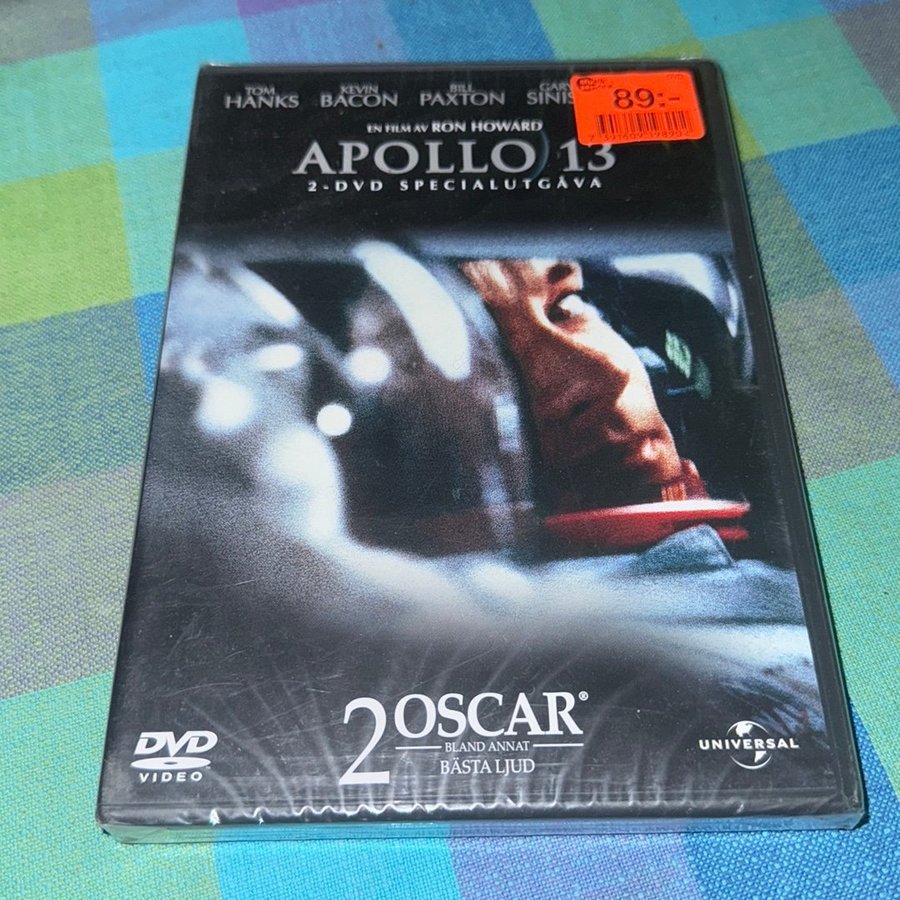 TOM HANKS KEVIN BACON BILL PAXTON
89:-
EN FILM AV RON HOWARD
APOLLO 13
2-DVD SPECIALUTGÅVA
2 OSCAR®
BLAND ANNAT
BÄSTA LJUD
DVD
VIDEO
UNIVERSAL